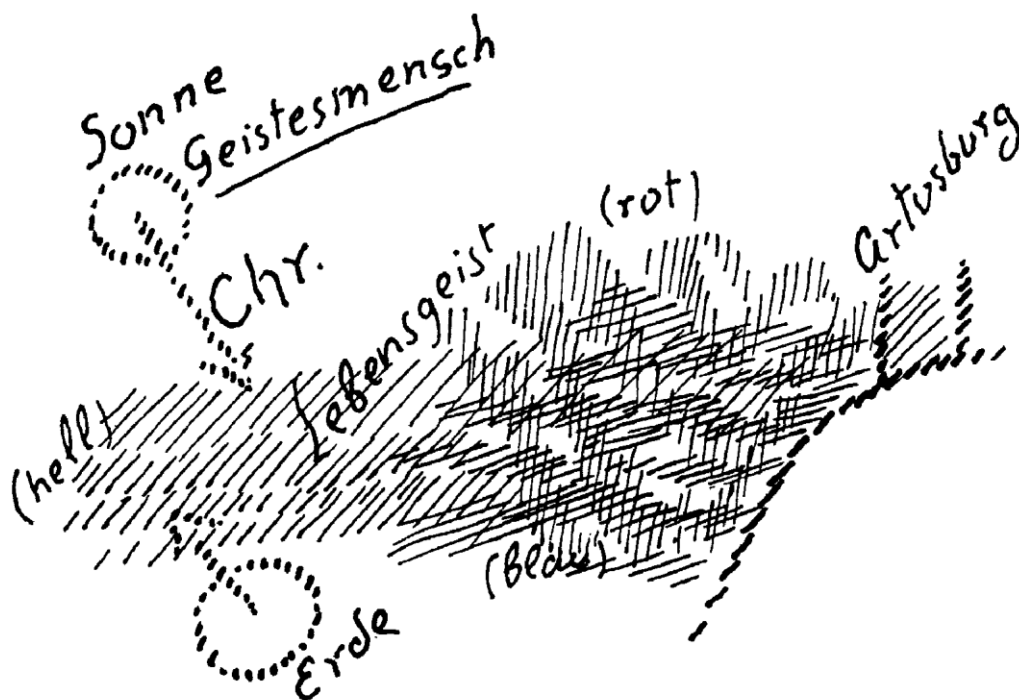 Sonne
Geistesmensch
Chr.
Lebensgeist
(rot)
Artusburg
(hell)
(Blau)
Erde